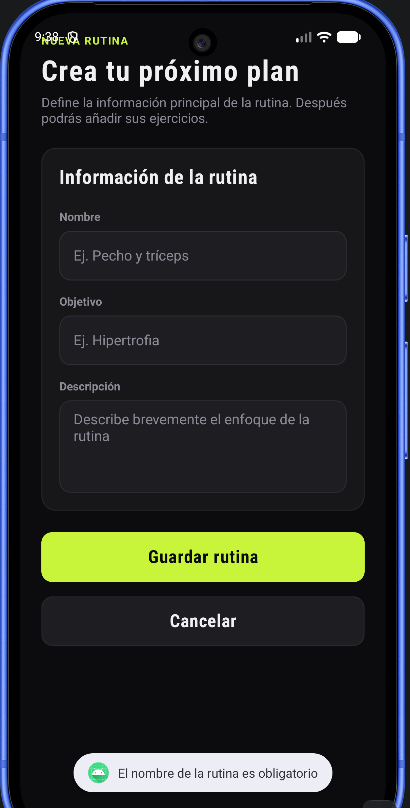 9:38
NUEVA RUTINA
Crea tu próximo plan
Define la información principal de la rutina. Después
podrás añadir sus ejercicios.
Información de la rutina
Nombre
Ej. Pecho y tríceps
Objetivo
Ej. Hipertrofia
Descripción
Describe brevemente el enfoque de la
rutina
Guardar rutina
Cancelar
El nombre de la rutina es obligatorio